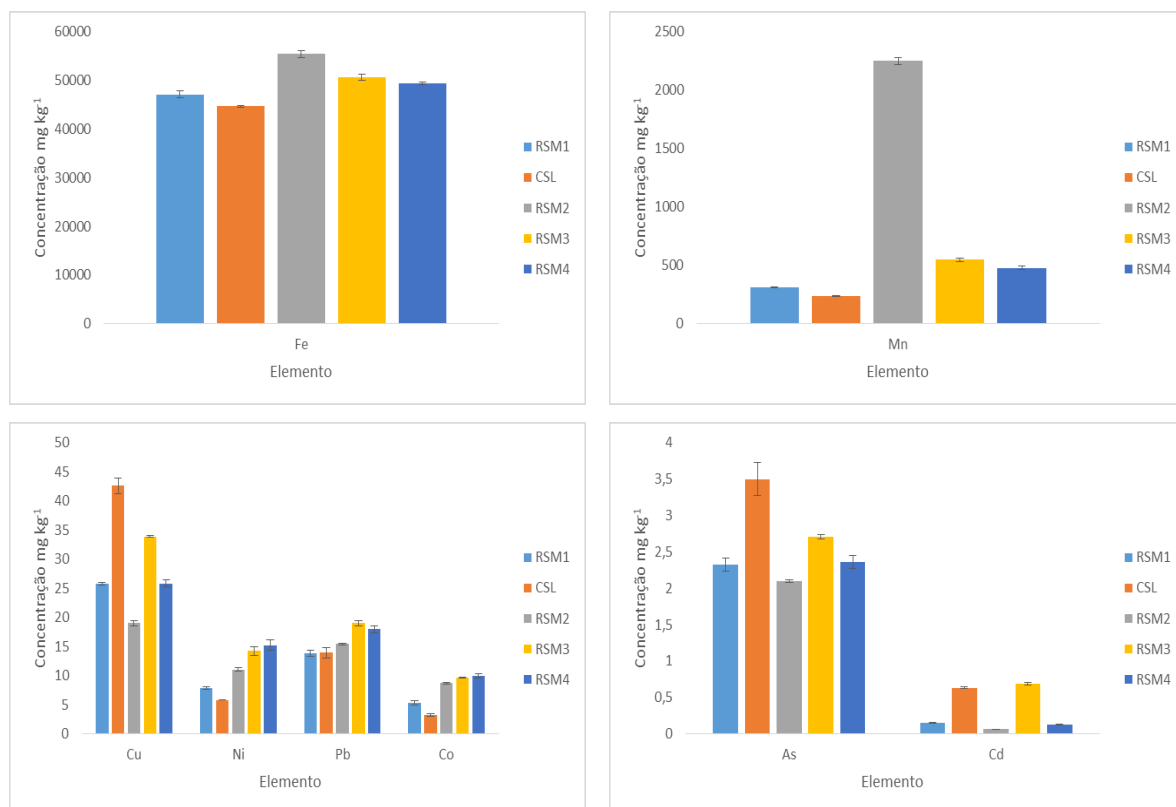 60000
50000
40000
30000
20000
10000
0
Concentração mg kg-1
Fe
Elemento
RSM1
CSL
RSM2
RSM3
RSM4
2500
2000
1500
1000
500
0
Concentração mg kg-1
Mn
Elemento
RSM1
CSL
RSM2
RSM3
RSM4
50
45
40
35
30
25
20
15
10
5
0
Concentração mg kg-1
Cu Ni Pb Co
Elemento
RSM1
CSL
RSM2
RSM3
RSM4
4
3,5
3
2,5
2
1,5
1
0,5
0
Concentração mg kg-1
As Cd
Elemento
RSM1
CSL
RSM2
RSM3
RSM4